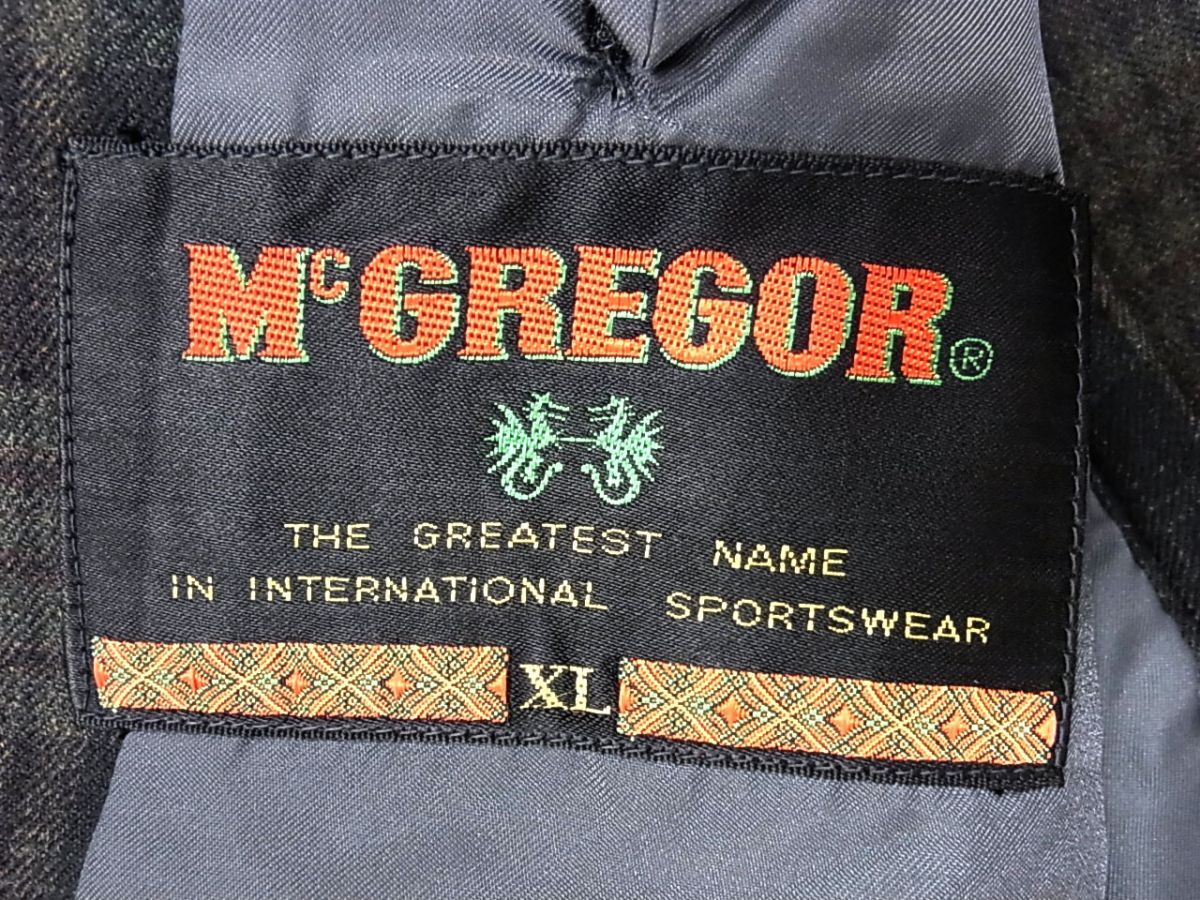 McGREGOR®
THE GREATEST NAME
IN INTERNATIONAL SPORTSWEAR
XL